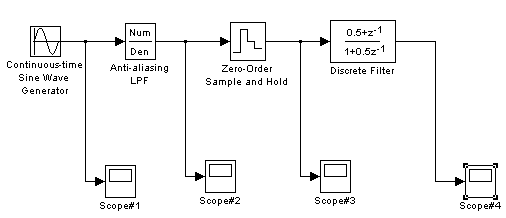 Num
Den
0.5+z-1
1+0.5z-1
Continuous-time
Sine Wave
Generator
Anti-aliasing
LPF
Zero-Order
Sample and Hold
Discrete Filter
Scope#1
Scope#2
Scope#3
Scope#4